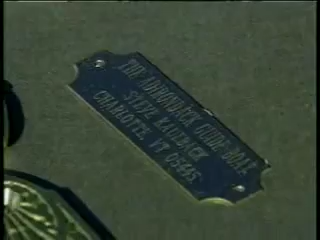 THE ADIRONDACK GUIDE-BOAT
STEVE KAULBACK
CHARLOTTE VT 05445